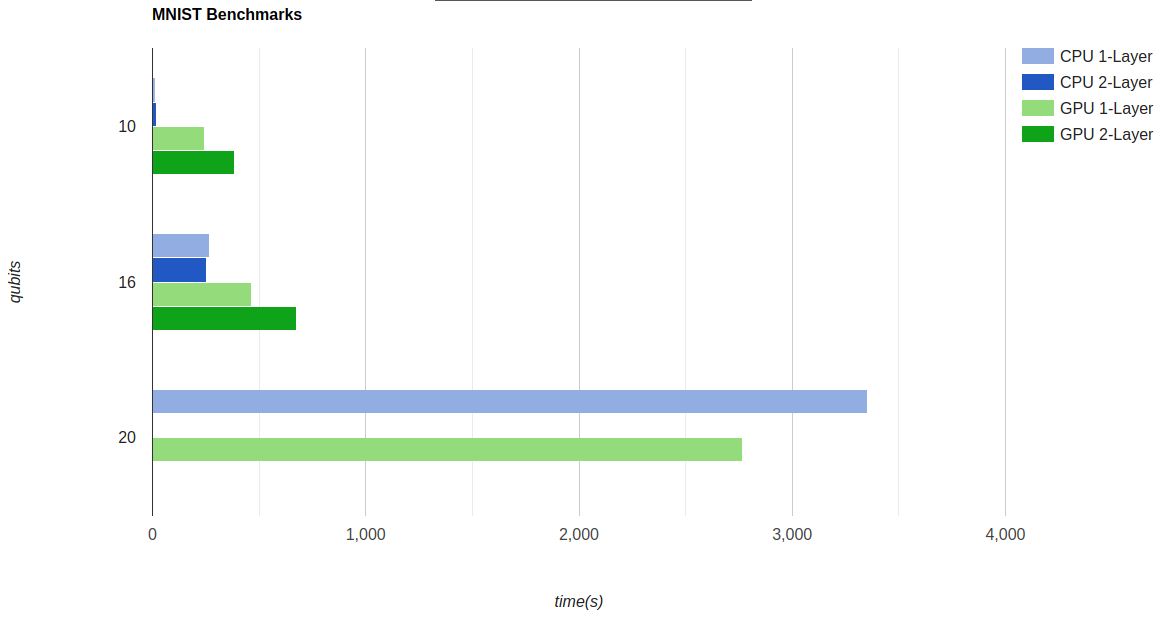 MNIST Benchmarks
CPU 1-Layer
CPU 2-Layer
GPU 1-Layer
GPU 2-Layer
qubits
10
16
20
0
1,000
2,000
3,000
4,000
time(s)